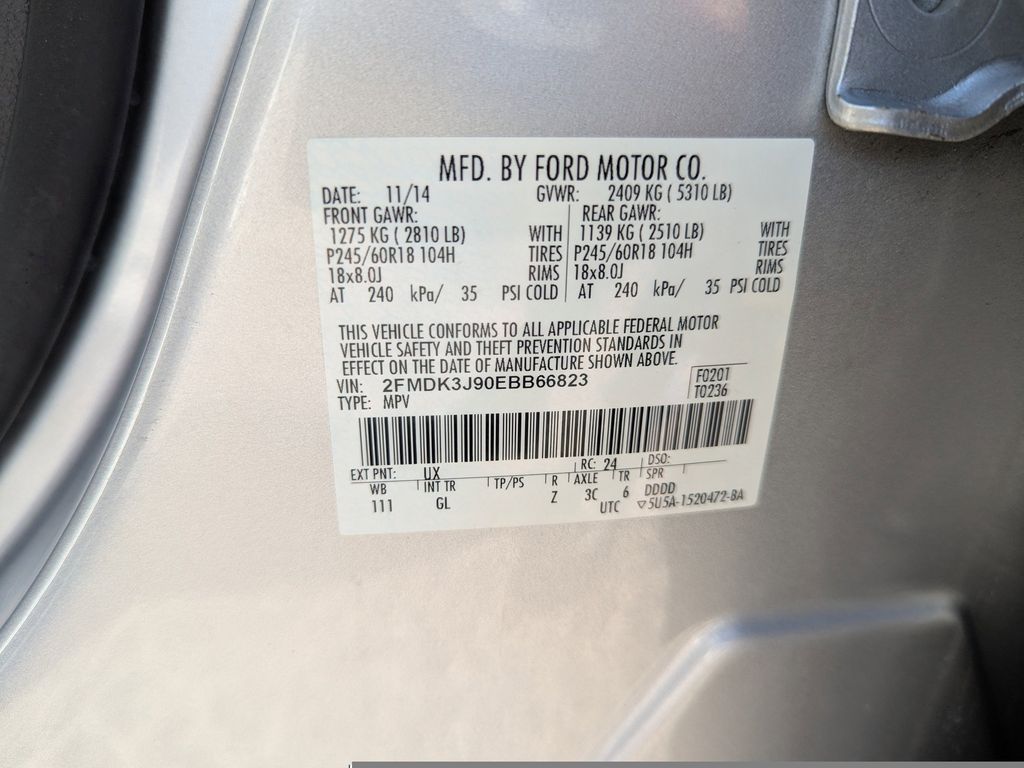 MFD. BY FORD MOTOR CO.
DATE: 11/14 GVWR: 2409 KG ( 5310 LB)
FRONT GAWR: REAR GAWR:
1275 KG ( 2810 LB) WITH 1139 KG ( 2510 LB) WITH
P245/60R18 104H TIRES P245/60R18 104H TIRES
18x8.0J RIMS 18x8.0J RIMS
AT 240 kPa/ 35 PSI COLD AT 240 kPa/ 35 PSI COLD
THIS VEHICLE CONFORMS TO ALL APPLICABLE FEDERAL MOTOR
VEHICLE SAFETY AND THEFT PREVENTION STANDARDS IN
EFFECT ON THE DATE OF MANUFACTURE SHOWN ABOVE.
VIN: 2FMDK3J90EBB66823 F0201
TYPE: MPV T0236
EXT PNT: UX RC: 24 DSO:
WB INT TR TP/PS R AXLE TR SPR
111 GL Z 3C 6 DDDD
UTC ▽5U5A-1520472-BA